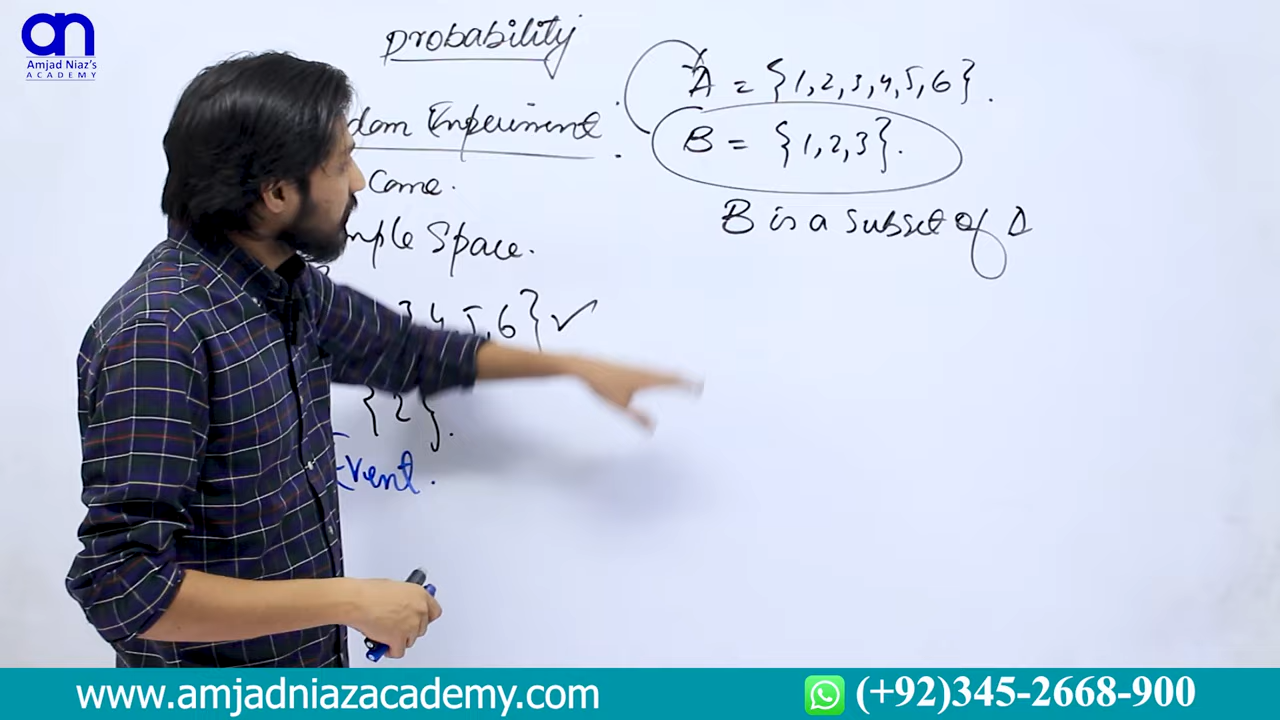 an
Amjad Niaz's
ACADEMY
probability
dom Experiment
Come.
mple Space.
3, 4, 5, 6} ✓
{2}.
Event.
A = {1, 2, 3, 4, 5, 6}.
B = {1, 2, 3}.
B is a subset of A
www.amjadniazacademy.com
(+92)345-2668-900